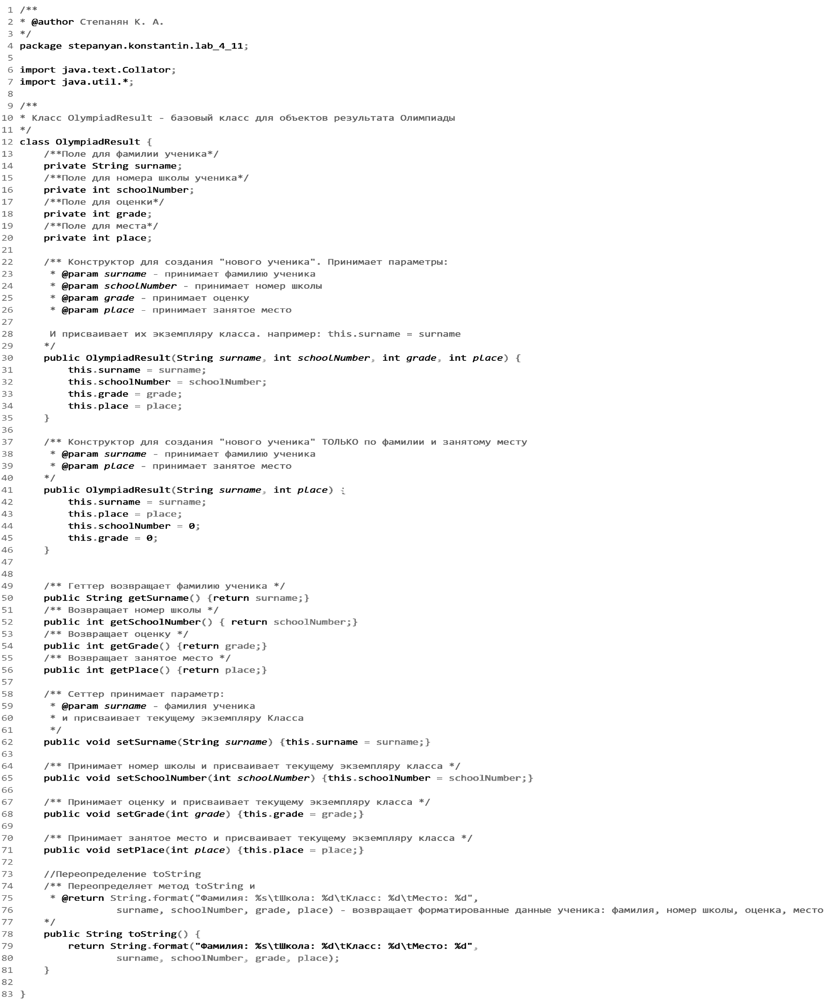 1 /**
2 * @author Степанян К. А.
3 */
4 package stepanyan.konstantin.lab_4_11;
5
6 import java.text.Collator;
7 import java.util.*;
8
9 /**
10 * Класс OlympiadResult - базовый класс для объектов результата Олимпиады
11 */
12 class OlympiadResult {
13     /**Поле для фамилии ученика*/
14     private String surname;
15     /**Поле для номера школы ученика*/
16     private int schoolNumber;
17     /**Поле для оценки*/
18     private int grade;
19     /**Поле для места*/
20     private int place;
21
22     /** Конструктор для создания "нового ученика". Принимает параметры:
23      * @param surname - принимает фамилию ученика
24      * @param schoolNumber - принимает номер школы
25      * @param grade - принимает оценку
26      * @param place - принимает занятое место
27
28      И присваивает их экземпляру класса. например: this.surname = surname
29     */
30     public OlympiadResult(String surname, int schoolNumber, int grade, int place) {
31         this.surname = surname;
32         this.schoolNumber = schoolNumber;
33         this.grade = grade;
34         this.place = place;
35     }
36
37     /** Конструктор для создания "нового ученика" ТОЛЬКО по фамилии и занятому месту
38      * @param surname - принимает фамилию ученика
39      * @param place - принимает занятое место
40     */
41     public OlympiadResult(String surname, int place) {
42         this.surname = surname;
43         this.place = place;
44         this.schoolNumber = 0;
45         this.grade = 0;
46     }
47
48
49     /** Геттер возвращает фамилию ученика */
50     public String getSurname() {return surname;}
51     /** Возвращает номер школы */
52     public int getSchoolNumber() { return schoolNumber;}
53     /** Возвращает оценку */
54     public int getGrade() {return grade;}
55     /** Возвращает занятое место */
56     public int getPlace() {return place;}
57
58     /** Сеттер принимает параметр:
59      * @param surname - фамилия ученика
60      * и присваивает текущему экземпляру Класса
61      */
62     public void setSurname(String surname) {this.surname = surname;}
63
64     /** Принимает номер школы и присваивает текущему экземпляру класса */
65     public void setSchoolNumber(int schoolNumber) {this.schoolNumber = schoolNumber;}
66
67     /** Принимает оценку и присваивает текущему экземпляру класса */
68     public void setGrade(int grade) {this.grade = grade;}
69
70     /** Принимает занятое место и присваивает текущему экземпляру класса */
71     public void setPlace(int place) {this.place = place;}
72
73     //Переопределение toString
74     /** Переопределяет метод toString и
75      * @return String.format("Фамилия: %s\tШкола: %d\tКласс: %d\tМесто: %d",
76                 surname, schoolNumber, grade, place) - возвращает форматированные данные ученика: фамилия, номер школы, оценка, место
77     */
78     public String toString() {
79         return String.format("Фамилия: %s\tШкола: %d\tКласс: %d\tМесто: %d",
80                 surname, schoolNumber, grade, place);
81     }
82
83 }